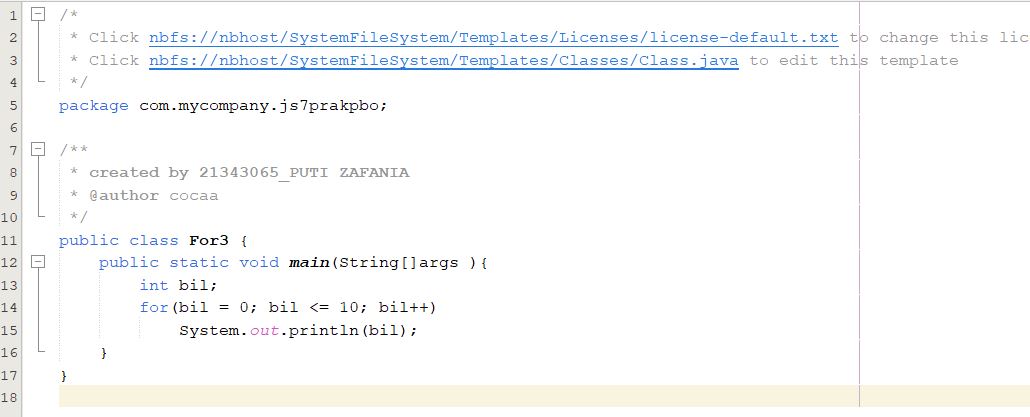 1 /*
2 * Click nbfs://nbhost/SystemFileSystem/Templates/Licenses/license-default.txt to change this lic
3 * Click nbfs://nbhost/SystemFileSystem/Templates/Classes/Class.java to edit this template
4 */
5 package com.mycompany.js7prakpbo;
6
7 /**
8 * created by 21343065_PUTI ZAFANIA
9 * @author cocaa
10 */
11 public class For3 {
12 public static void main(String[]args ){
13 int bil;
14 for(bil = 0; bil <= 10; bil++)
15 System.out.println(bil);
16 }
17 }
18